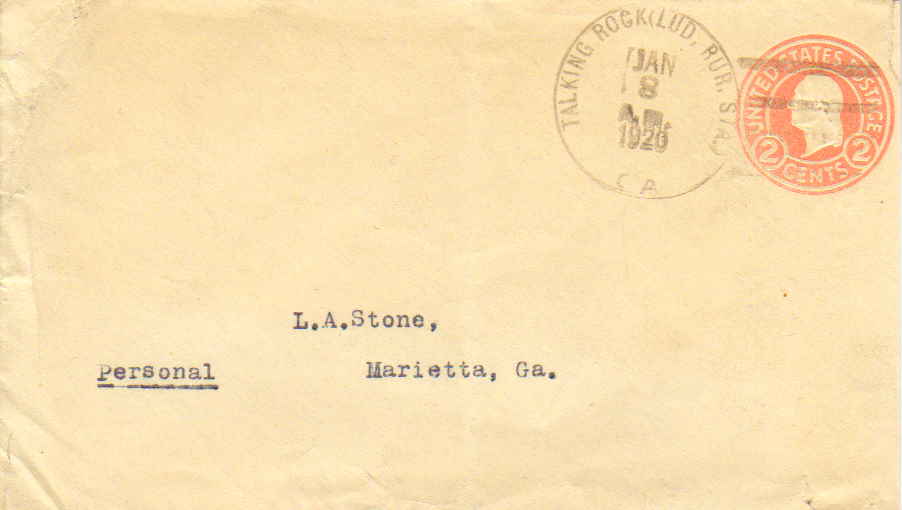 TALKING ROCK (LUD, RUR. STA.)
JAN
8
A.M.
1920
GA
UNITED STATES POSTAGE
2 CENTS 2
L.A.Stone,
Personal Marietta, Ga.